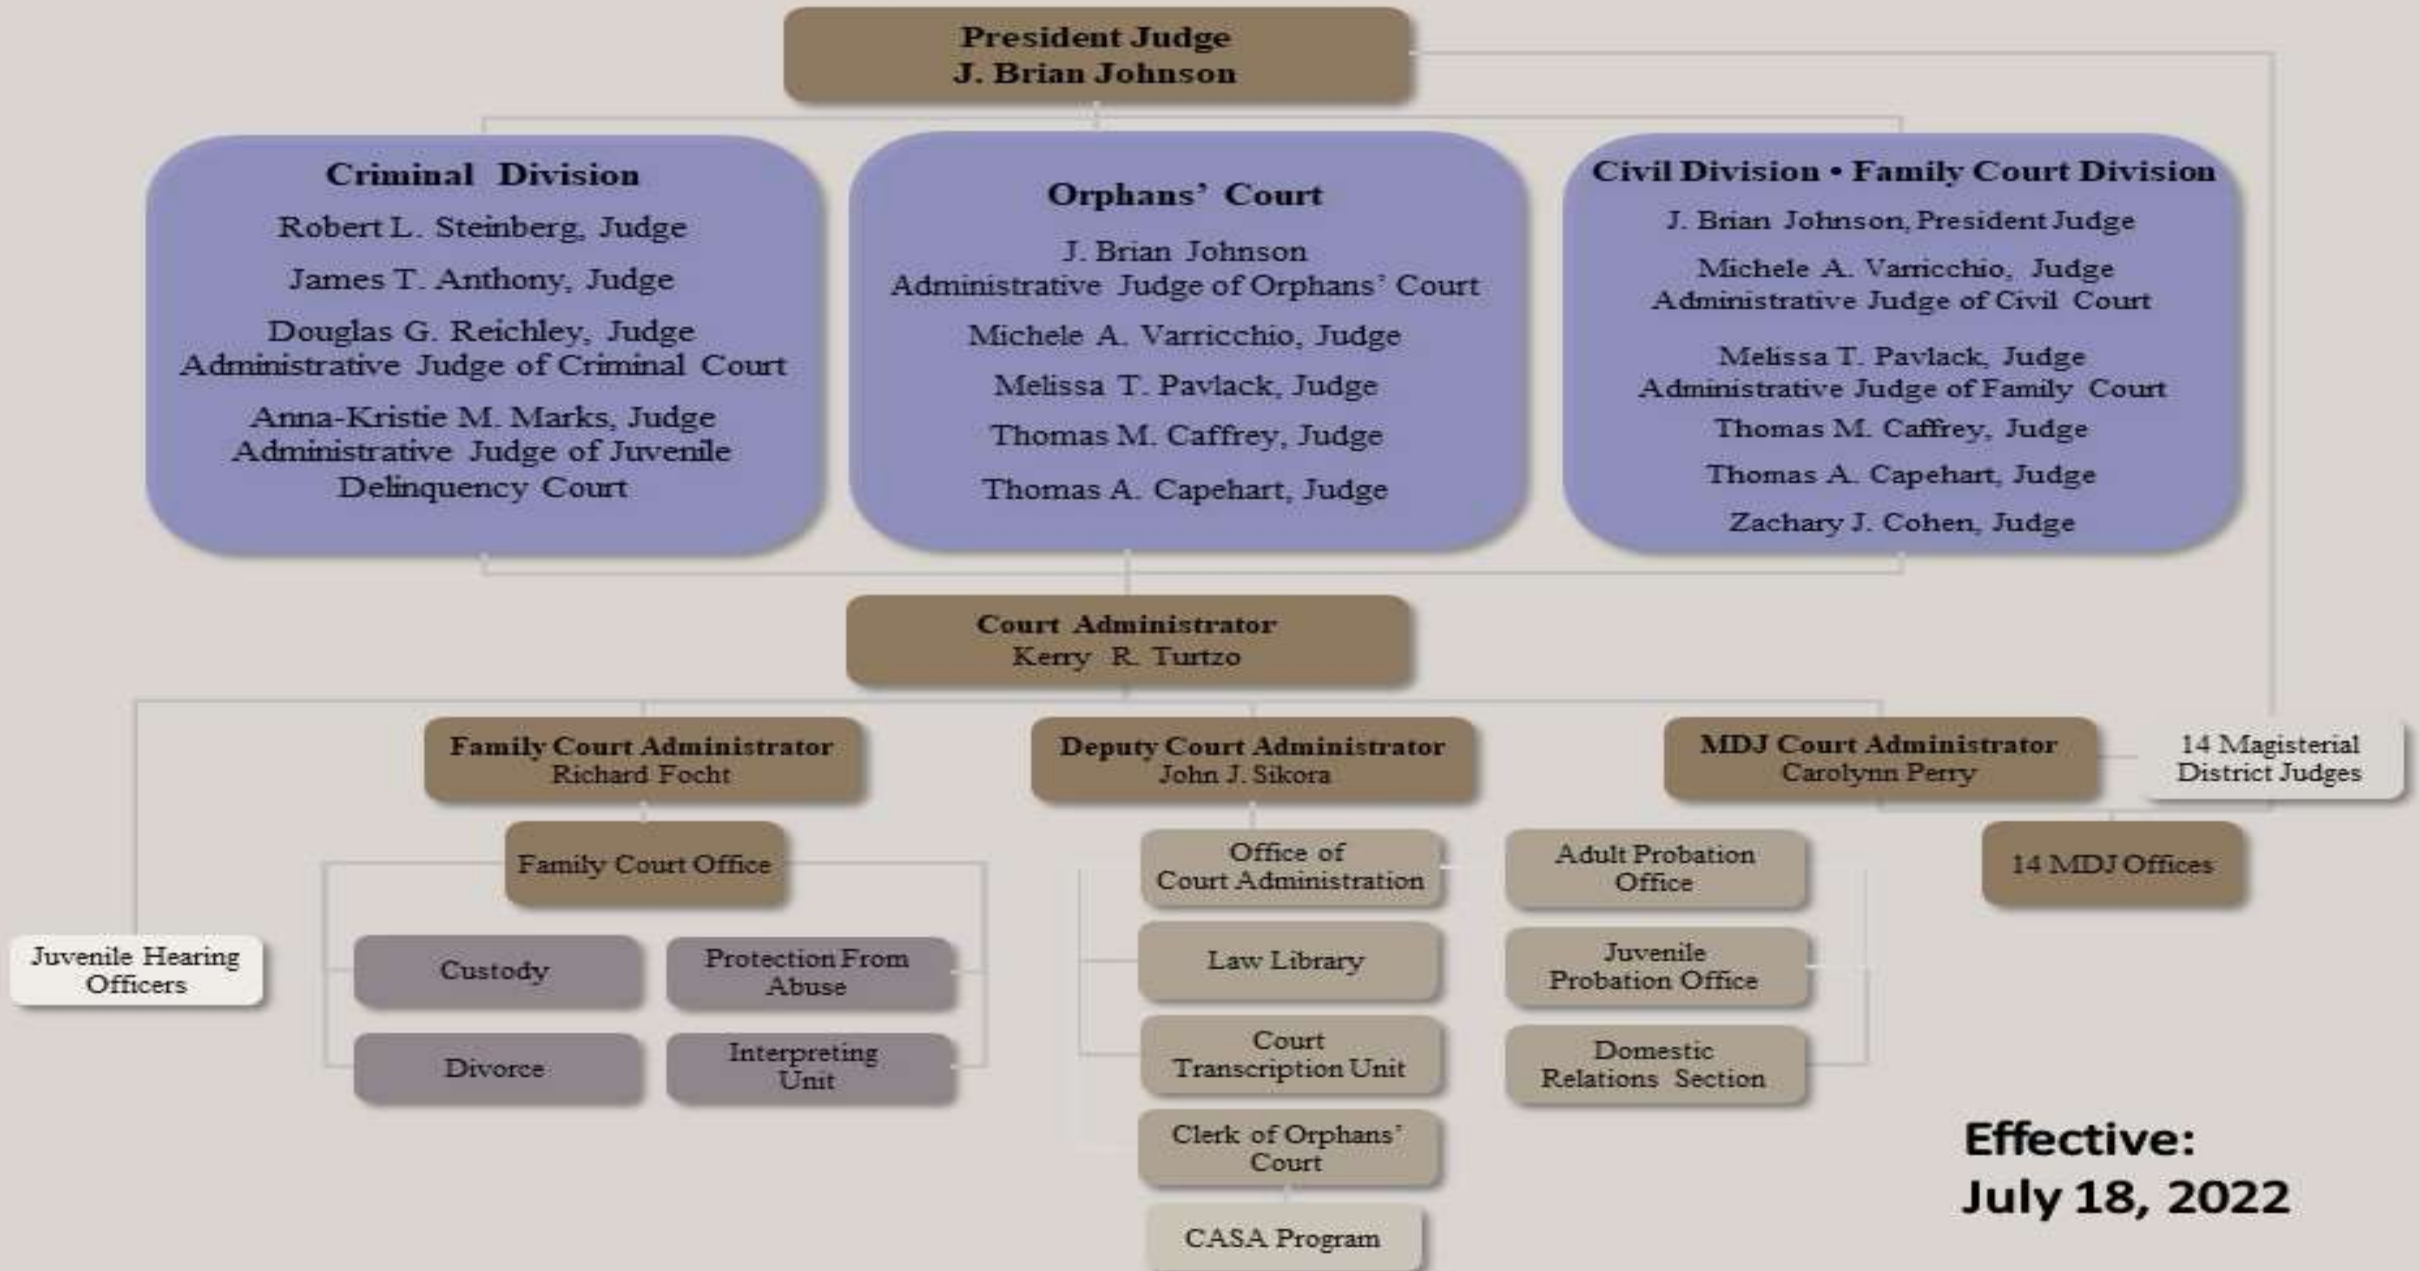 President Judge
J. Brian Johnson
Criminal Division
Robert L. Steinberg, Judge
James T. Anthony, Judge
Douglas G. Reichley, Judge
Administrative Judge of Criminal Court
Anna-Kristie M. Marks, Judge
Administrative Judge of Juvenile
Delinquency Court
Orphans’ Court
J. Brian Johnson
Administrative Judge of Orphans’ Court
Michele A. Varricchio, Judge
Melissa T. Pavlack, Judge
Thomas M. Caffrey, Judge
Thomas A. Capehart, Judge
Civil Division • Family Court Division
J. Brian Johnson, President Judge
Michele A. Varricchio, Judge
Administrative Judge of Civil Court
Melissa T. Pavlack, Judge
Administrative Judge of Family Court
Thomas M. Caffrey, Judge
Thomas A. Capehart, Judge
Zachary J. Cohen, Judge
Court Administrator
Kerry R. Turtzo
Family Court Administrator
Richard Focht
Deputy Court Administrator
John J. Sikora
MDJ Court Administrator
Carolynn Perry
14 Magisterial
District Judges
Family Court Office
Office of
Court Administration
Adult Probation
Office
14 MDJ Offices
Juvenile Hearing
Officers
Custody
Protection From
Abuse
Law Library
Juvenile
Probation Office
Divorce
Interpreting
Unit
Court
Transcription Unit
Domestic
Relations Section
Clerk of Orphans’
Court
CASA Program
Effective:
July 18, 2022